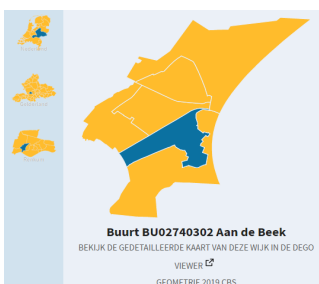 Buurt BU02740302 Aan de Beek
BEKIJK DE GEDETAILLEERDE KAART VAN DEZE WIJK IN DE DEGO
VIEWER
GEOMETRIE 2019 CBS